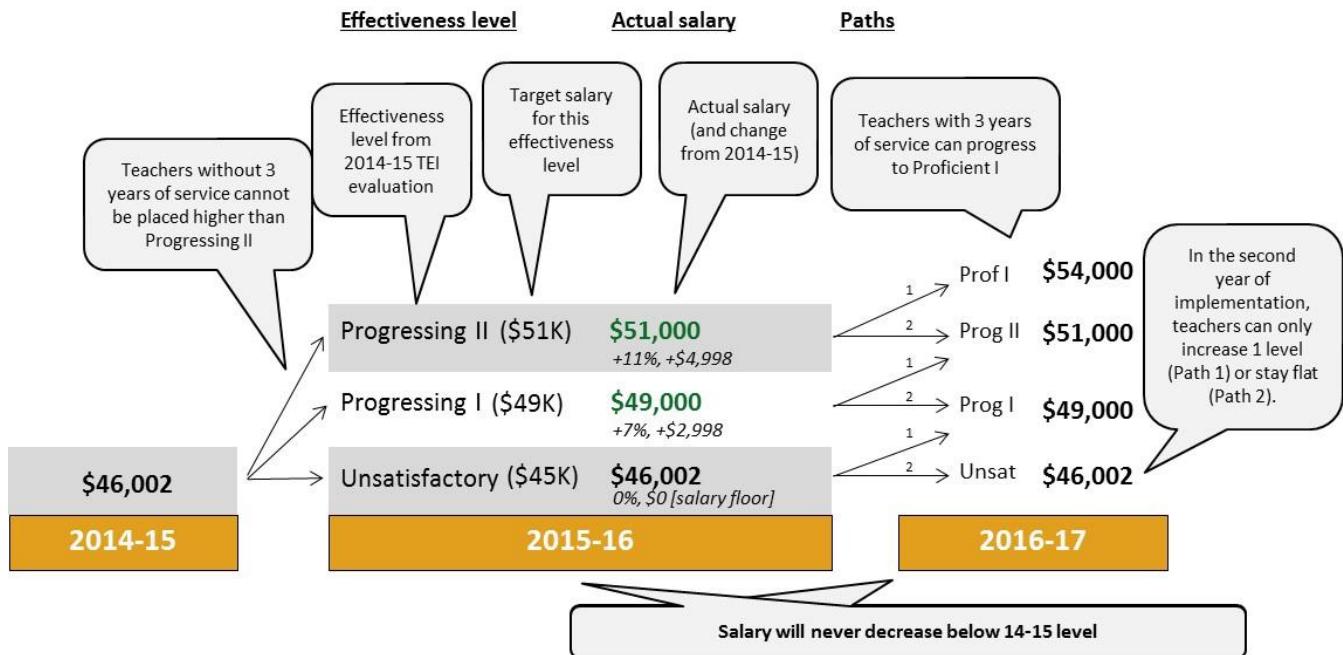 Effectiveness level
Actual salary
Paths
Teachers without 3
years of service cannot
be placed higher than
Progressing II
Effectiveness
level from
2014-15 TEI
evaluation
Target salary
for this
effectiveness
level
Actual salary
(and change
from 2014-15)
Teachers with 3 years
of service can progress
to Proficient I
In the second
year of
implementation,
teachers can only
increase 1 level
(Path 1) or stay flat
(Path 2).
$46,002
2014-15
Progressing II ($51K)
$51,000
+11%, +$4,998
Progressing I ($49K)
$49,000
+7%, +$2,998
Unsatisfactory ($45K)
$46,002
0%, $0 [salary floor]
2015-16
1
Prof I $54,000
2
Prog II $51,000
1
2
Prog I $49,000
1
2
Unsat $46,002
2016-17
Salary will never decrease below 14-15 level